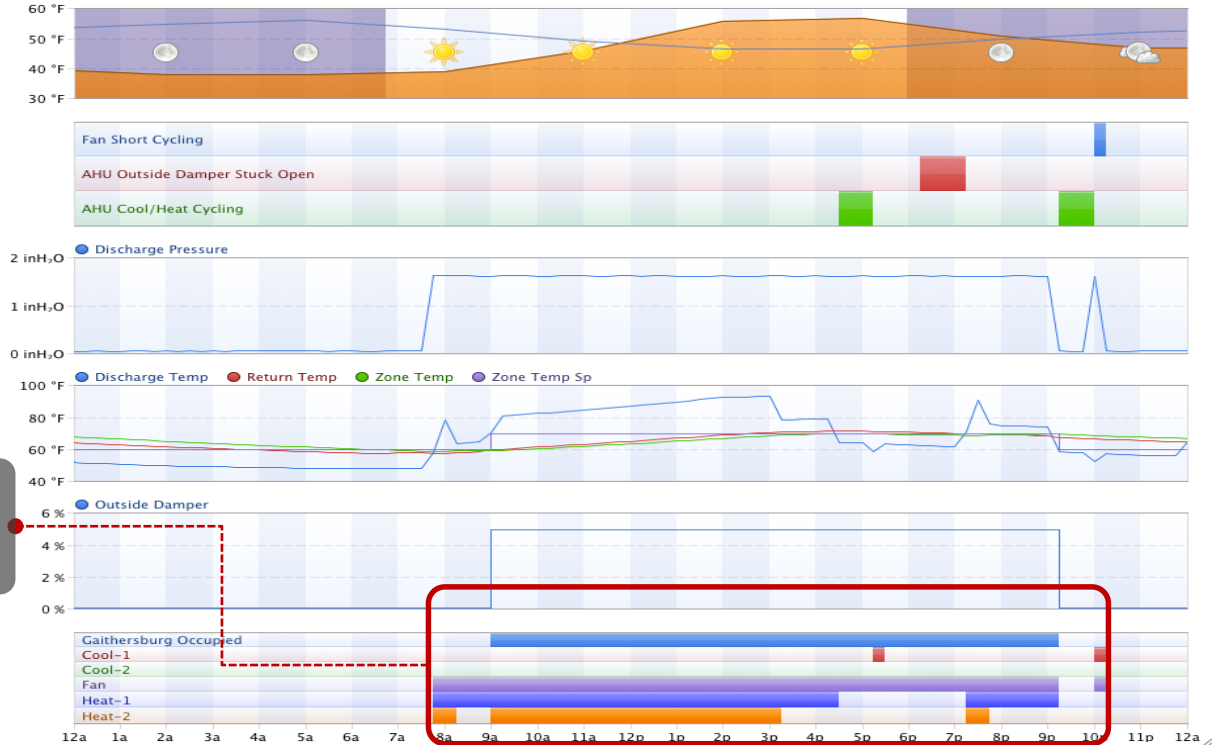 60 °F
50 °F
40 °F
30 °F
Fan Short Cycling
AHU Outside Damper Stuck Open
AHU Cool/Heat Cycling
Discharge Pressure
2 inH₂O
1 inH₂O
0 inH₂O
Discharge Temp Return Temp Zone Temp Zone Temp Sp
100 °F
80 °F
60 °F
40 °F
Outside Damper
6 %
4 %
2 %
0 %
Gaithersburg Occupied
Cool-1
Cool-2
Fan
Heat-1
Heat-2
12a 1a 2a 3a 4a 5a 6a 7a 8a 9a 10a 11a 12p 1p 2p 3p 4p 5p 6p 7p 8p 9p 10p 11p 12a